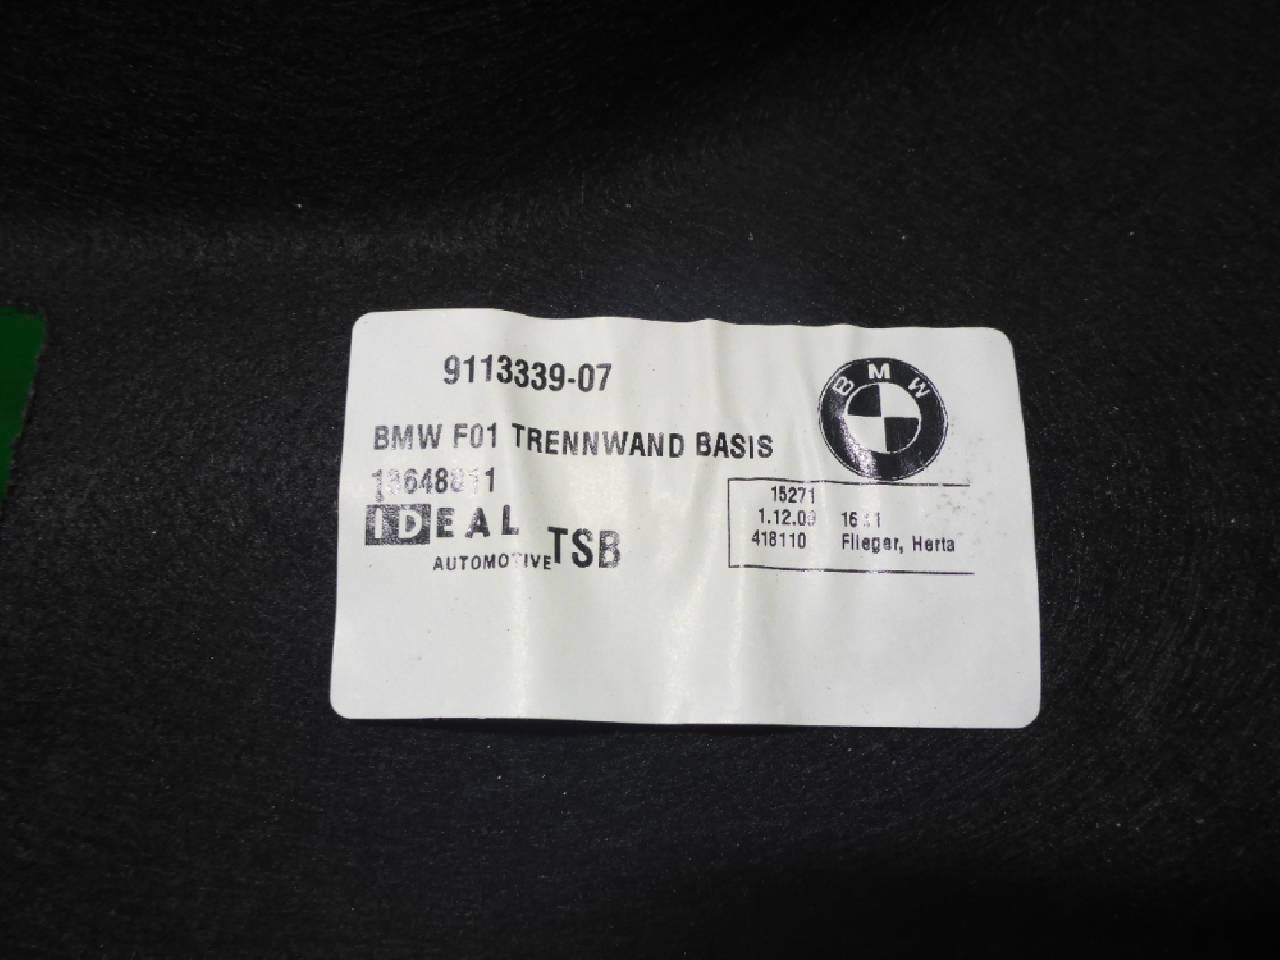 9113339-07
BMW
BMW F01 TRENNWAND BASIS
15271
1.12.09
418110 Flieger, Herta
IDEAL TSB
AUTOMOTIVE